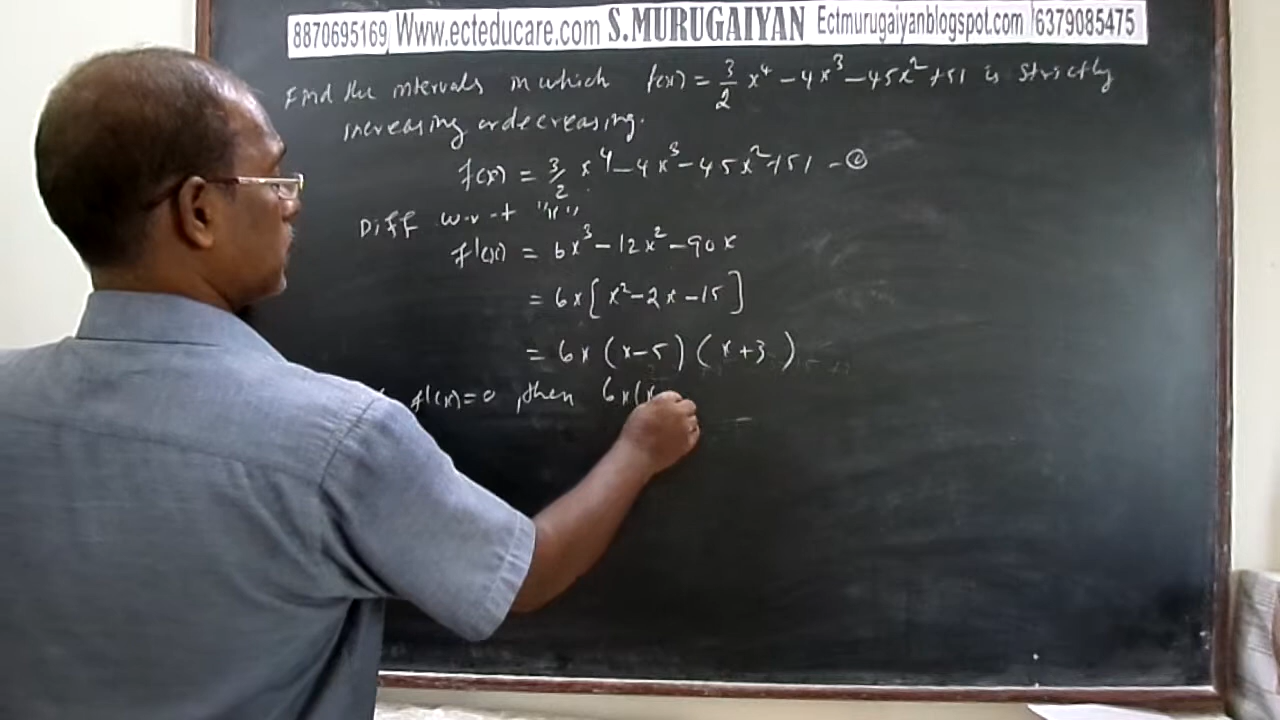 8870695169 Www.ecteducare.com S.MURUGAIYAN Ectmurugaiyanblogspot.com 6379085475
Find the intervals in which f(x) = 3/2 x⁴ - 4x³ - 45x² + 51 is strictly
increasing or decreasing.
f(x) = 3/2 x⁴ - 4x³ - 45x² + 51 -
Diff w.r.t "x"
f'(x) = 6x³ - 12x² - 90x
= 6x [x² - 2x - 15]
= 6x (x - 5) (x + 3)
f'(x) = 0, then 6x(x